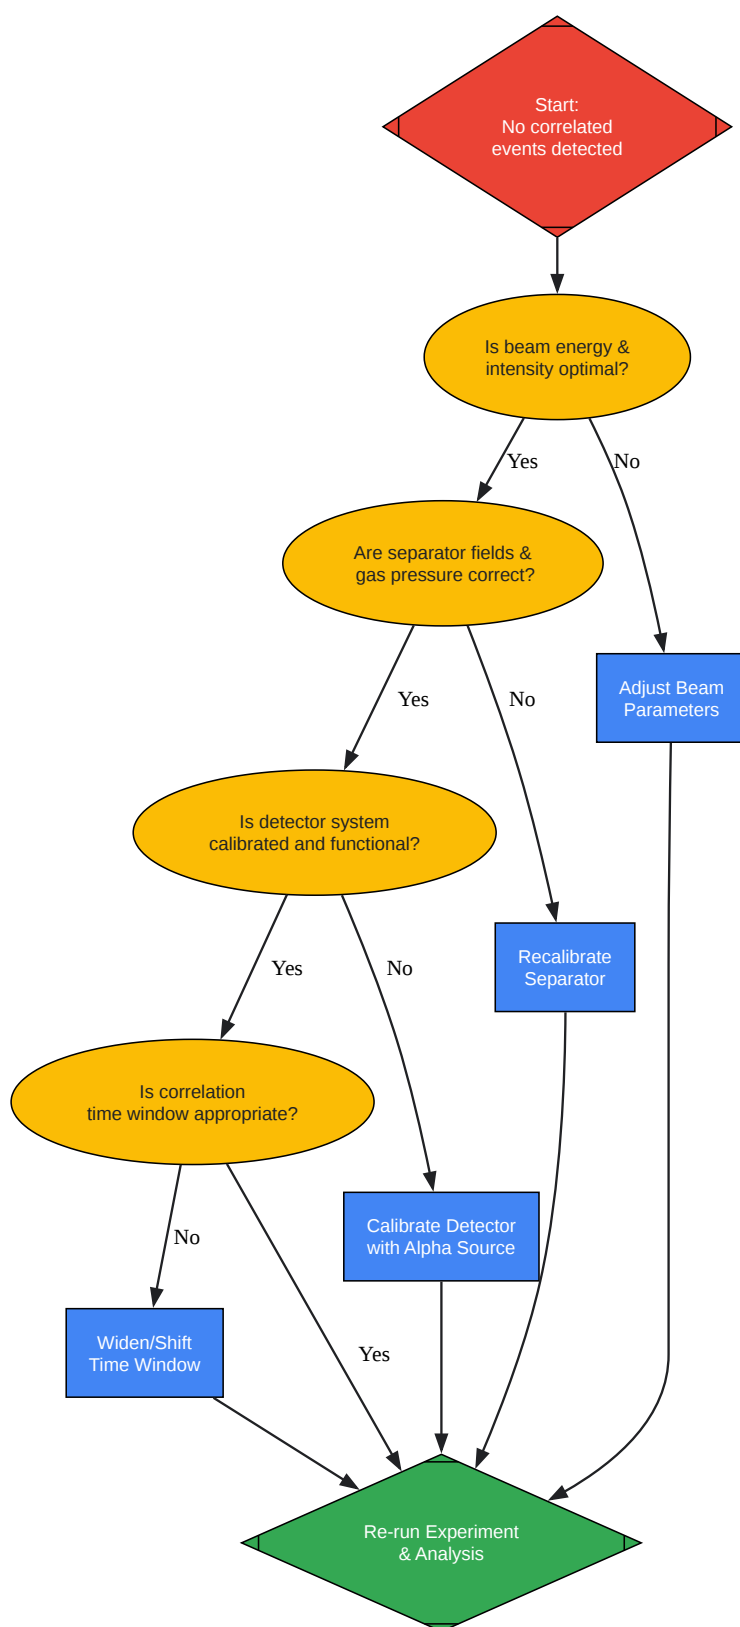 Start:
No correlated
events detected
Is beam energy &
intensity optimal?
Yes
No
Are separator fields &
gas pressure correct?
Adjust Beam
Parameters
Yes
No
Is detector system
calibrated and functional?
Recalibrate
Separator
Yes
No
Is correlation
time window appropriate?
Calibrate Detector
with Alpha Source
No
Widen/Shift
Time Window
Yes
Re-run Experiment
& Analysis